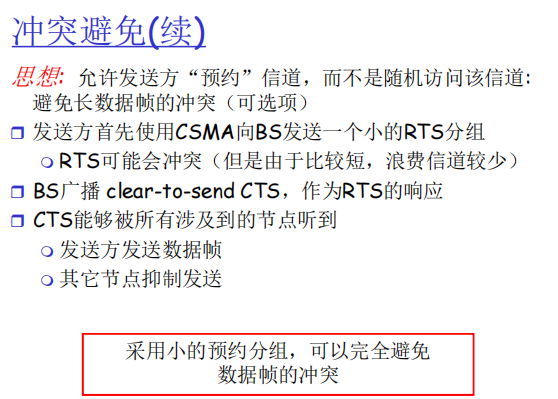 冲突避免(续)
思想: 允许发送方“预约”信道，而不是随机访问该信道:
避免长数据帧的冲突（可选项）
发送方首先使用CSMA向BS发送一个小的RTS分组
RTS可能会冲突（但是由于比较短，浪费信道较少）
BS广播 clear-to-send CTS，作为RTS的响应
CTS能够被所有涉及到的节点听到
发送方发送数据帧
其它节点抑制发送
采用小的预约分组，可以完全避免
数据帧的冲突